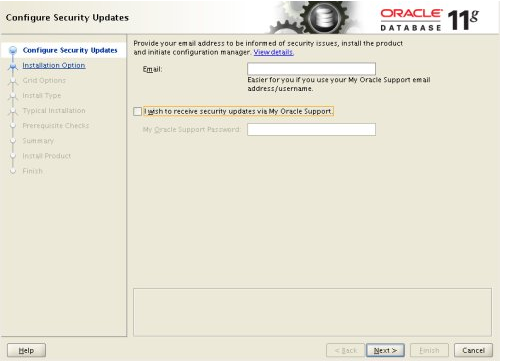 Configure Security Updates
ORACLE®
DATABASE
11g
Configure Security Updates
Installation Option
Grid Options
Install Type
Typical Installation
Prerequisite Checks
Summary
Install Product
Finish
Provide your email address to be informed of security issues, install the product
and initiate configuration manager. View details.
Email:
Easier for you if you use your My Oracle Support email
address/username.
I wish to receive security updates via My Oracle Support.
My Oracle Support Password:
Help
< Back
Next >
Finish
Cancel